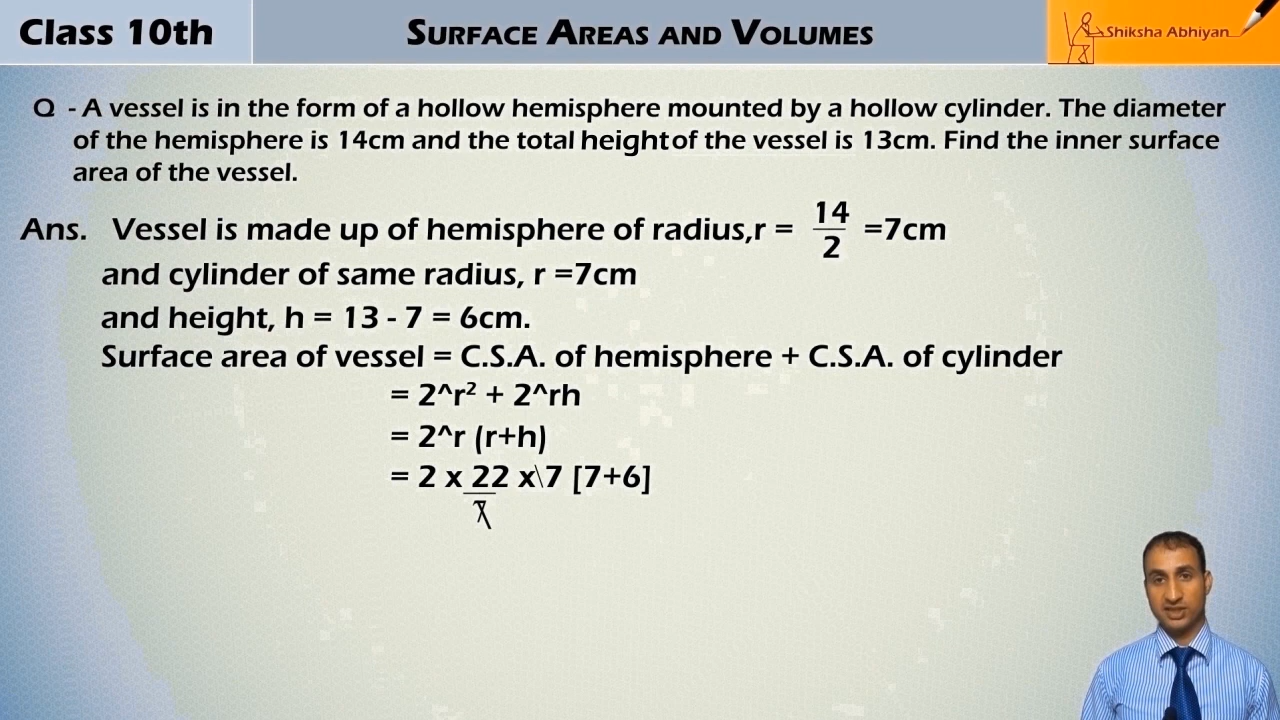 Class 10th
SURFACE AREAS AND VOLUMES
Shiksha Abhiyan
Q - A vessel is in the form of a hollow hemisphere mounted by a hollow cylinder. The diameter
of the hemisphere is 14cm and the total height of the vessel is 13cm. Find the inner surface
area of the vessel.
Ans. Vessel is made up of hemisphere of radius,r = 14/2 =7cm
and cylinder of same radius, r =7cm
and height, h = 13 - 7 = 6cm.
Surface area of vessel = C.S.A. of hemisphere + C.S.A. of cylinder
= 2^r² + 2^rh
= 2^r (r+h)
= 2 x 22/7 x\7 [7+6]